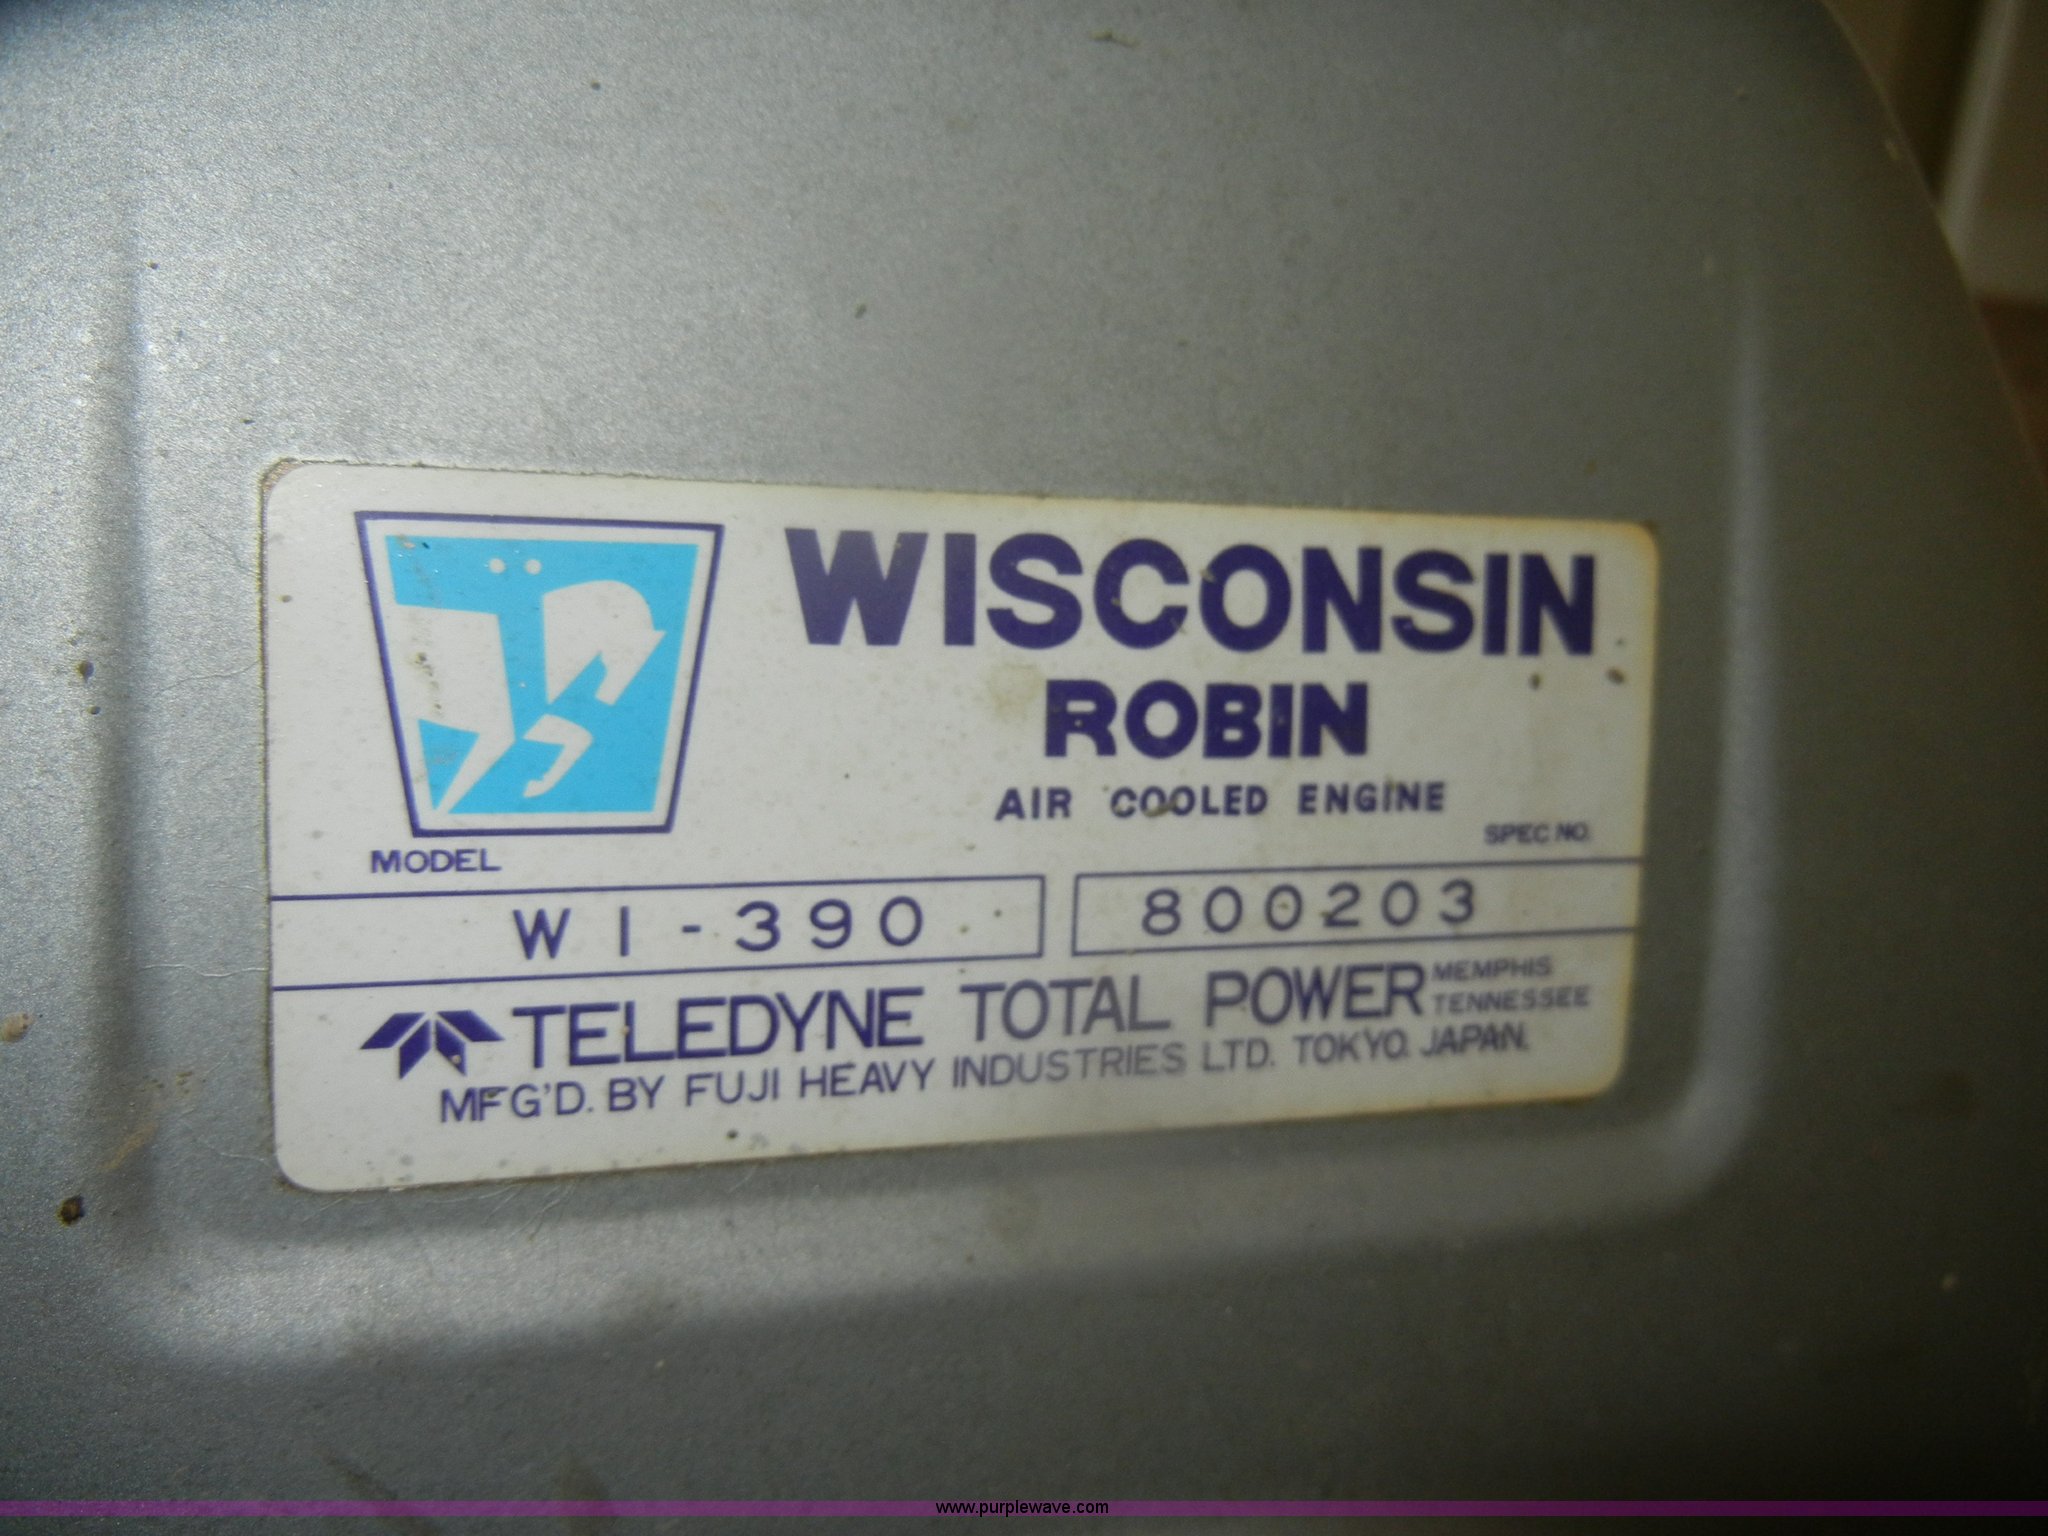 WISCONSIN
ROBIN
AIR COOLED ENGINE
MODEL
SPEC NO.
W I - 390
800203
TELEDYNE TOTAL POWER MEMPHIS
TENNESSEE
MFG'D. BY FUJI HEAVY INDUSTRIES LTD. TOKYO. JAPAN.
www.purplewave.com